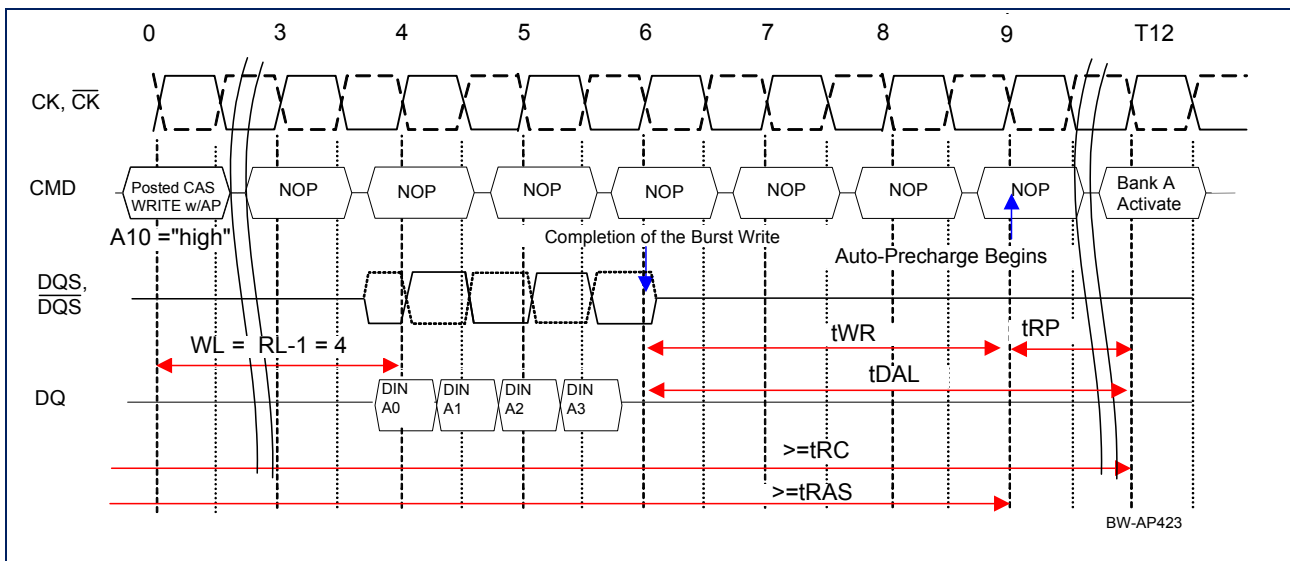 0 3 4 5 6 7 8 9 T12
CK, CK
CMD
Posted CAS
WRITE w/AP
NOP NOP NOP NOP NOP NOP NOP
Bank A
Activate
A10 ="high"
Completion of the Burst Write
Auto-Precharge Begins
DQS,
DQS
WL = RL-1 = 4
tWR
tRP
tDAL
DQ
DIN
A0
DIN
A1
DIN
A2
DIN
A3
>=tRC
>=tRAS
BW-AP423